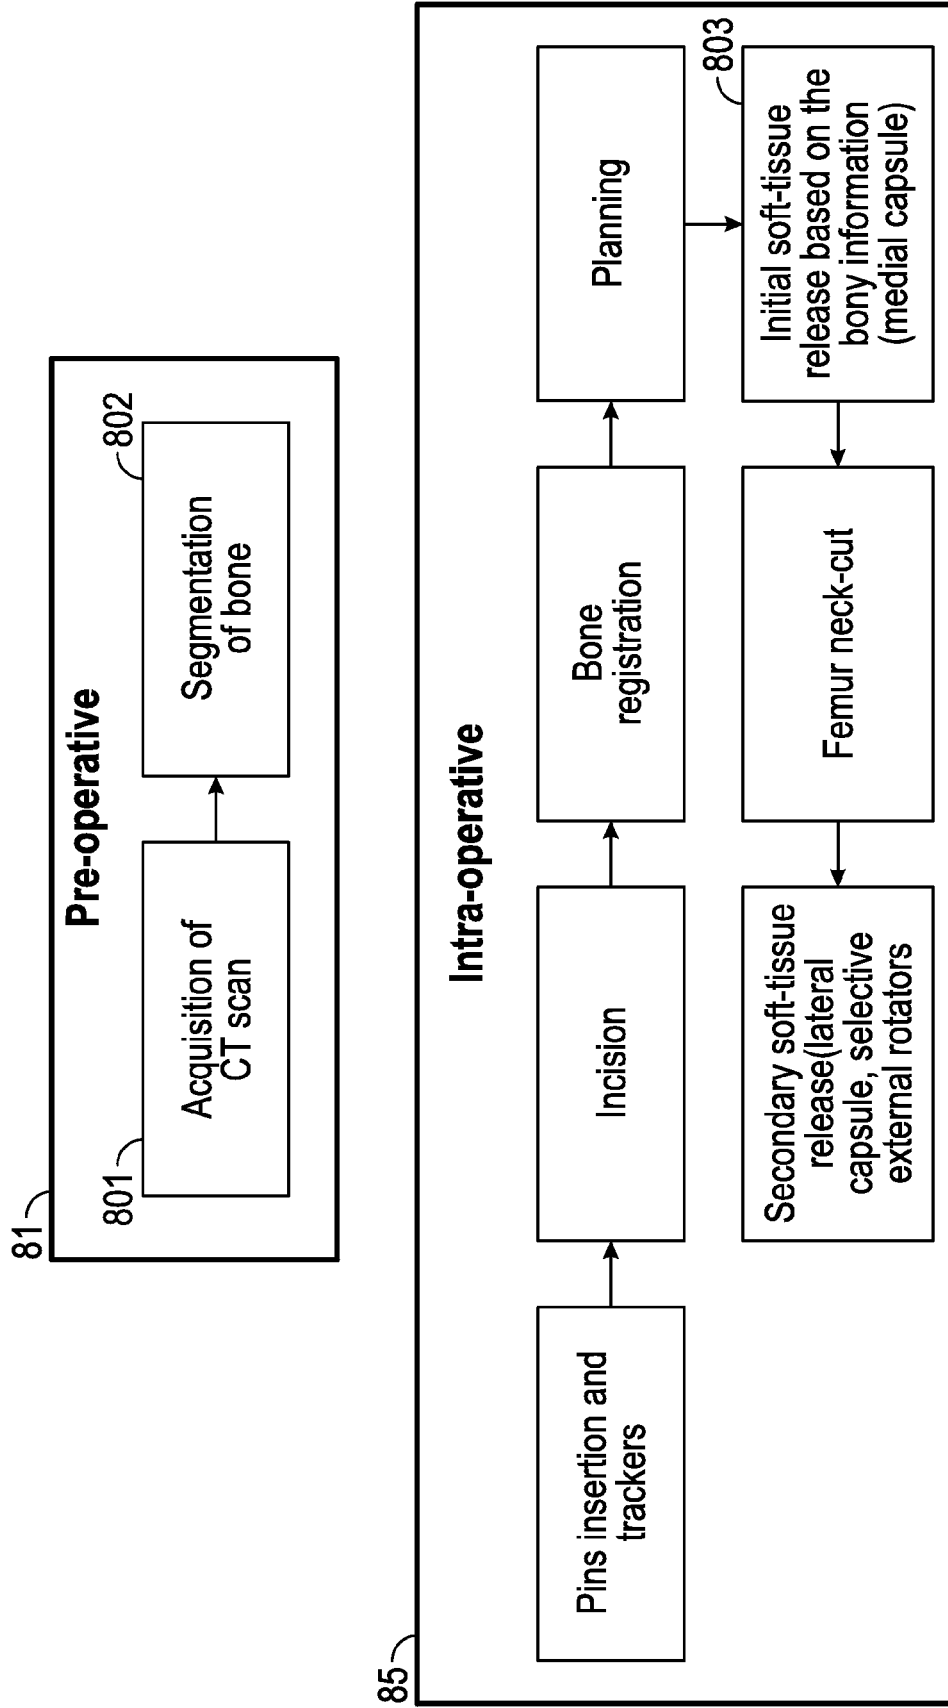 81
Pre-operative
801
Acquisition of
CT scan
802
Segmentation
of bone
85
Intra-operative
Pins insertion and
trackers
Incision
Bone
registration
Planning
803
Initial soft-tissue
release based on the
bony information
(medial capsule)
Femur neck-cut
Secondary soft-tissue
release(lateral
capsule, selective
external rotators